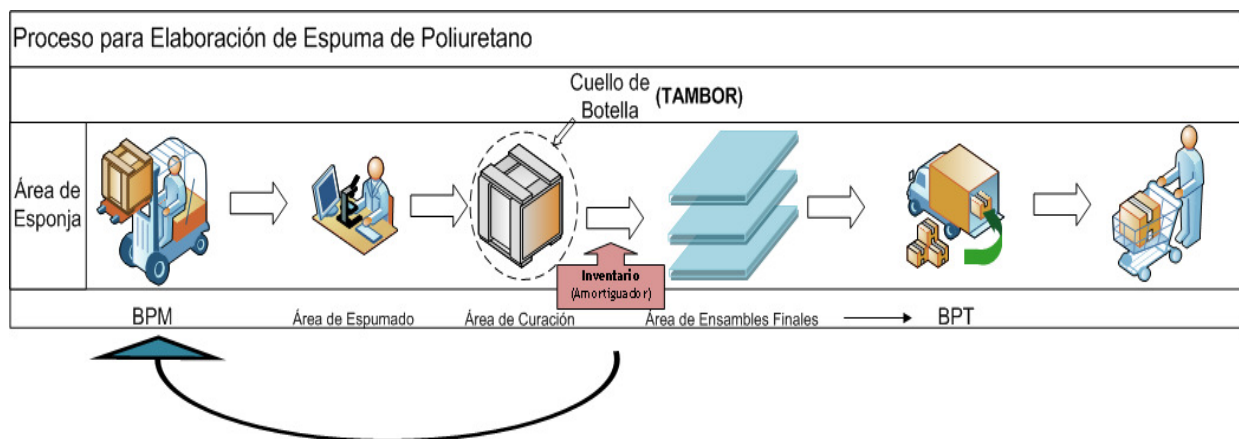 Proceso para Elaboración de Espuma de Poliuretano
Cuello de
Botella (TAMBOR)
Área de
Esponja
Inventario
(Amortiguador)
BPM
Área de Espumado
Área de Curación
Área de Ensambles Finales
BPT